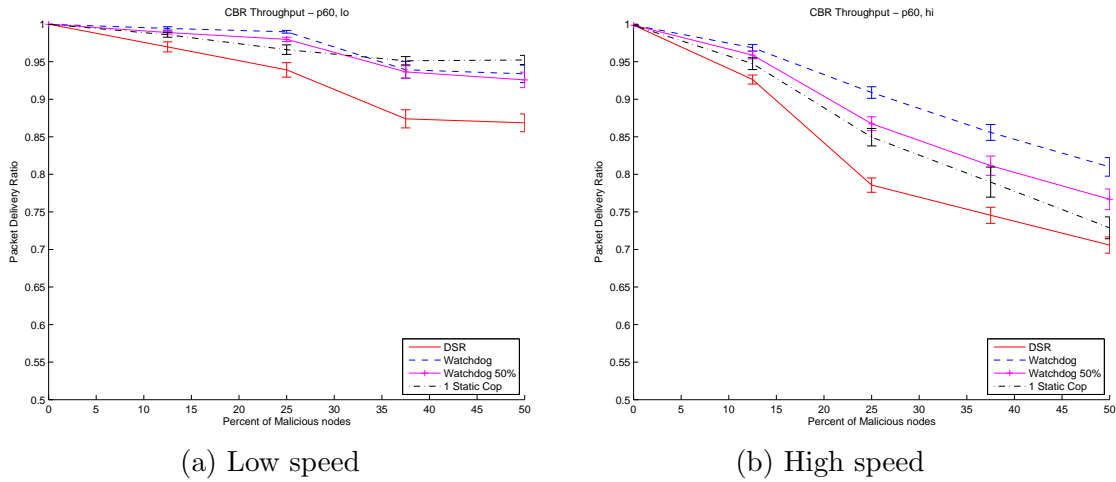 CBR Throughput – p60, lo
Packet Delivery Ratio
1
0.95
0.9
0.85
0.8
0.75
0.7
0.65
0.6
0.55
0.5
0 5 10 15 20 25 30 35 40 45 50
Percent of Malicious nodes
DSR
Watchdog
Watchdog 50%
1 Static Cop
(a) Low speed
CBR Throughput – p60, hi
Packet Delivery Ratio
1
0.95
0.9
0.85
0.8
0.75
0.7
0.65
0.6
0.55
0.5
0 5 10 15 20 25 30 35 40 45 50
Percent of Malicious nodes
DSR
Watchdog
Watchdog 50%
1 Static Cop
(b) High speed